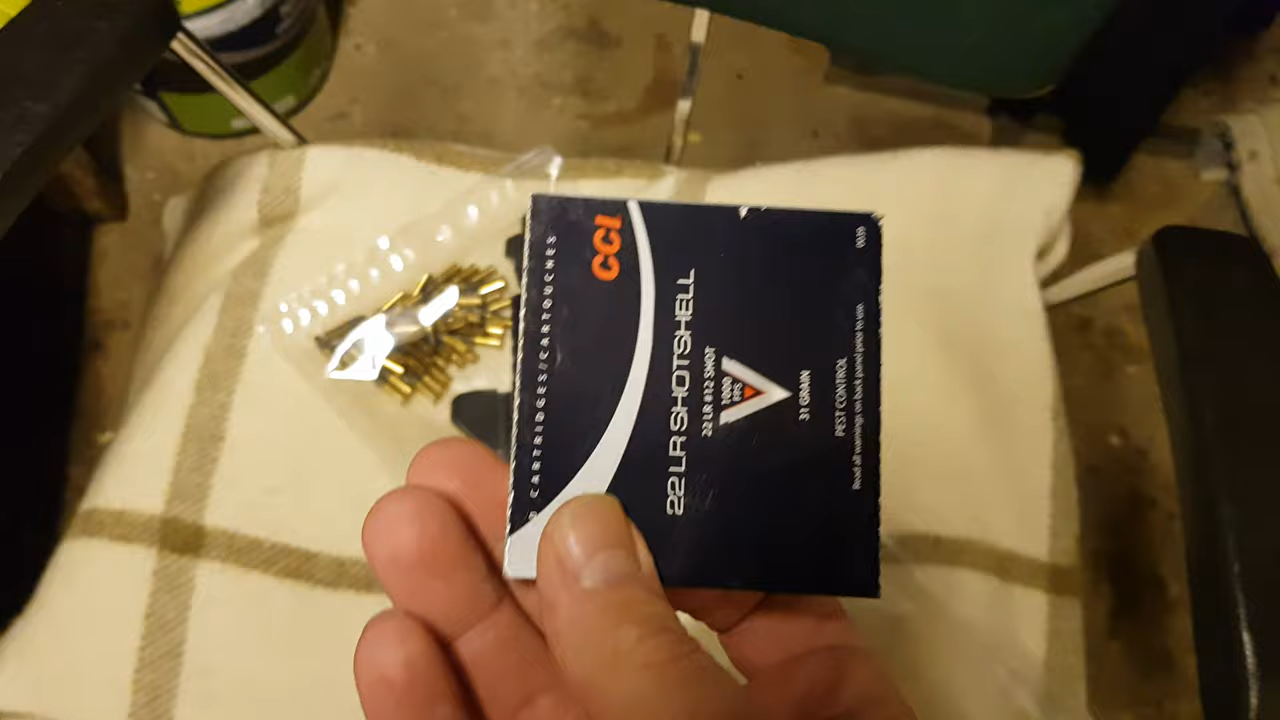 CARTRIDGES/CARTOUCHES
CCI
22 LR SHOTSHELL
22 LR #12 SHOT
1000
FPS
31 GRAIN
PEST CONTROL
Read all warnings on back panel prior to use.
0039